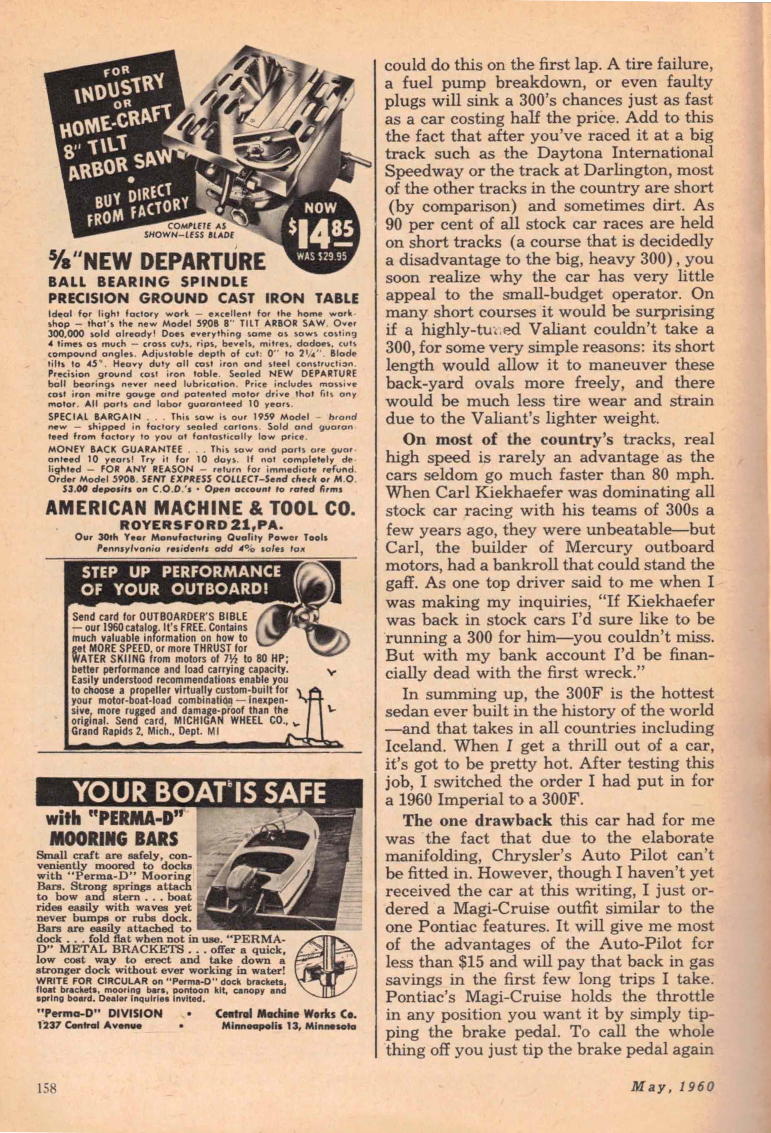 FOR
INDUSTRY
OR
HOME-CRAFT
8" TILT
ARBOR SAW
•
BUY DIRECT
FROM FACTORY
COMPLETE AS
SHOWN—LESS BLADE
NOW
$14.85
WAS $29.95
5/8" NEW DEPARTURE
BALL BEARING SPINDLE
PRECISION GROUND CAST IRON TABLE
Ideal for light factory work — excellent for the home work-
shop — that's the new Model 590B 8" TILT ARBOR SAW. Over
300,000 sold already! Does everything same as saws costing
4 times as much — cross cuts, rips, bevels, mitres, dadoes, cuts
compound angles. Adjustable depth of cut: 0" to 2¼". Blade
tilts to 45°. Heavy duty all cast iron and steel construction.
Precision ground cast iron table. Sealed NEW DEPARTURE
ball bearings never need lubrication. Price includes massive
cast iron mitre gauge and patented motor drive that fits any
motor. All parts and labor guaranteed 10 years.
SPECIAL BARGAIN . . . This saw is our 1959 Model — brand
new — shipped in factory sealed cartons. Sold and guaran-
teed from factory to you at fantastically low price.
MONEY BACK GUARANTEE . . . This saw and parts are guar-
anteed 10 years! Try it for 10 days. If not completely de-
lighted — FOR ANY REASON — return for immediate refund.
Order Model 590B. SENT EXPRESS COLLECT—Send check or M.O.
$3.00 deposits on C.O.D.'s • Open account to rated firms
AMERICAN MACHINE & TOOL CO.
ROYERSFORD 21, PA.
Our 30th Year Manufacturing Quality Power Tools
Pennsylvania residents add 4% sales tax
STEP UP PERFORMANCE
OF YOUR OUTBOARD!
Send card for OUTBOARDER'S BIBLE
— our 1960 catalog. It's FREE. Contains
much valuable information on how to
get MORE SPEED, or more THRUST for
WATER SKIING from motors of 7½ to 80 HP;
better performance and load carrying capacity.
Easily understood recommendations enable you
to choose a propeller virtually custom-built for
your motor-boat-load combination — inexpen-
sive, more rugged and damage-proof than the
original. Send card, MICHIGAN WHEEL CO.,
Grand Rapids 2, Mich., Dept. MI
YOUR BOAT IS SAFE
with "PERMA-D"
MOORING BARS
Small craft are safely, con-
veniently moored to docks
with "Perma-D" Mooring
Bars. Strong springs attach
to bow and stern . . . boat
rides easily with waves yet
never bumps or rubs dock.
Bars are easily attached to
dock . . . fold flat when not in use. "PERMA-
D" METAL BRACKETS . . . offer a quick,
low cost way to erect and take down a
stronger dock without ever working in water!
WRITE FOR CIRCULAR on "Perma-D" dock brackets,
float brackets, mooring bars, pontoon kit, canopy and
spring board. Dealer inquiries invited.
"Perma-D" DIVISION • Central Machine Works Co.
1237 Central Avenue • Minneapolis 13, Minnesota
could do this on the first lap. A tire failure,
a fuel pump breakdown, or even faulty
plugs will sink a 300's chances just as fast
as a car costing half the price. Add to this
the fact that after you've raced it at a big
track such as the Daytona International
Speedway or the track at Darlington, most
of the other tracks in the country are short
(by comparison) and sometimes dirt. As
90 per cent of all stock car races are held
on short tracks (a course that is decidedly
a disadvantage to the big, heavy 300), you
soon realize why the car has very little
appeal to the small-budget operator. On
many short courses it would be surprising
if a highly-tuned Valiant couldn't take a
300, for some very simple reasons: its short
length would allow it to maneuver these
back-yard ovals more freely, and there
would be much less tire wear and strain
due to the Valiant's lighter weight.
On most of the country's tracks, real
high speed is rarely an advantage as the
cars seldom go much faster than 80 mph.
When Carl Kiekhaefer was dominating all
stock car racing with his teams of 300s a
few years ago, they were unbeatable—but
Carl, the builder of Mercury outboard
motors, had a bankroll that could stand the
gaff. As one top driver said to me when I
was making my inquiries, "If Kiekhaefer
was back in stock cars I'd sure like to be
running a 300 for him—you couldn't miss.
But with my bank account I'd be finan-
cially dead with the first wreck."
In summing up, the 300F is the hottest
sedan ever built in the history of the world
—and that takes in all countries including
Iceland. When I get a thrill out of a car,
it's got to be pretty hot. After testing this
job, I switched the order I had put in for
a 1960 Imperial to a 300F.
The one drawback this car had for me
was the fact that due to the elaborate
manifolding, Chrysler's Auto Pilot can't
be fitted in. However, though I haven't yet
received the car at this writing, I just or-
dered a Magi-Cruise outfit similar to the
one Pontiac features. It will give me most
of the advantages of the Auto-Pilot for
less than $15 and will pay that back in gas
savings in the first few long trips I take.
Pontiac's Magi-Cruise holds the throttle
in any position you want it by simply tip-
ping the brake pedal. To call the whole
thing off you just tip the brake pedal again
158
May, 1960